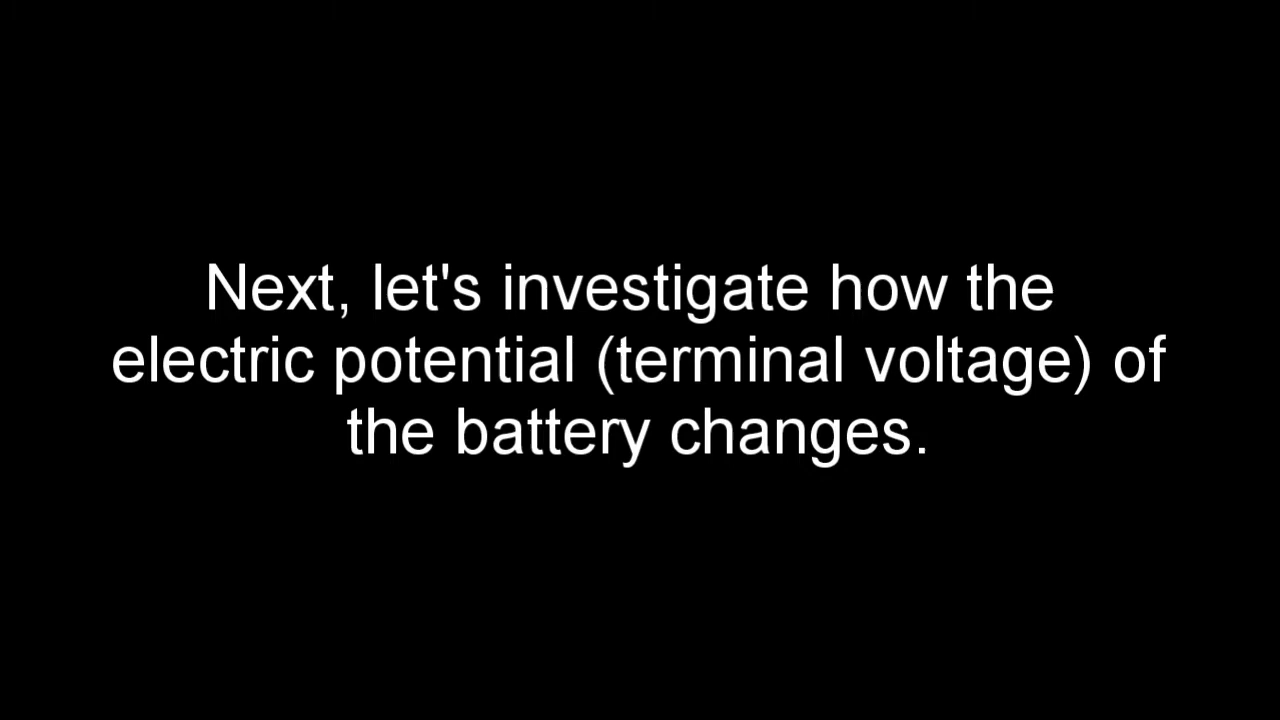 Next, let's investigate how the
electric potential (terminal voltage) of
the battery changes.